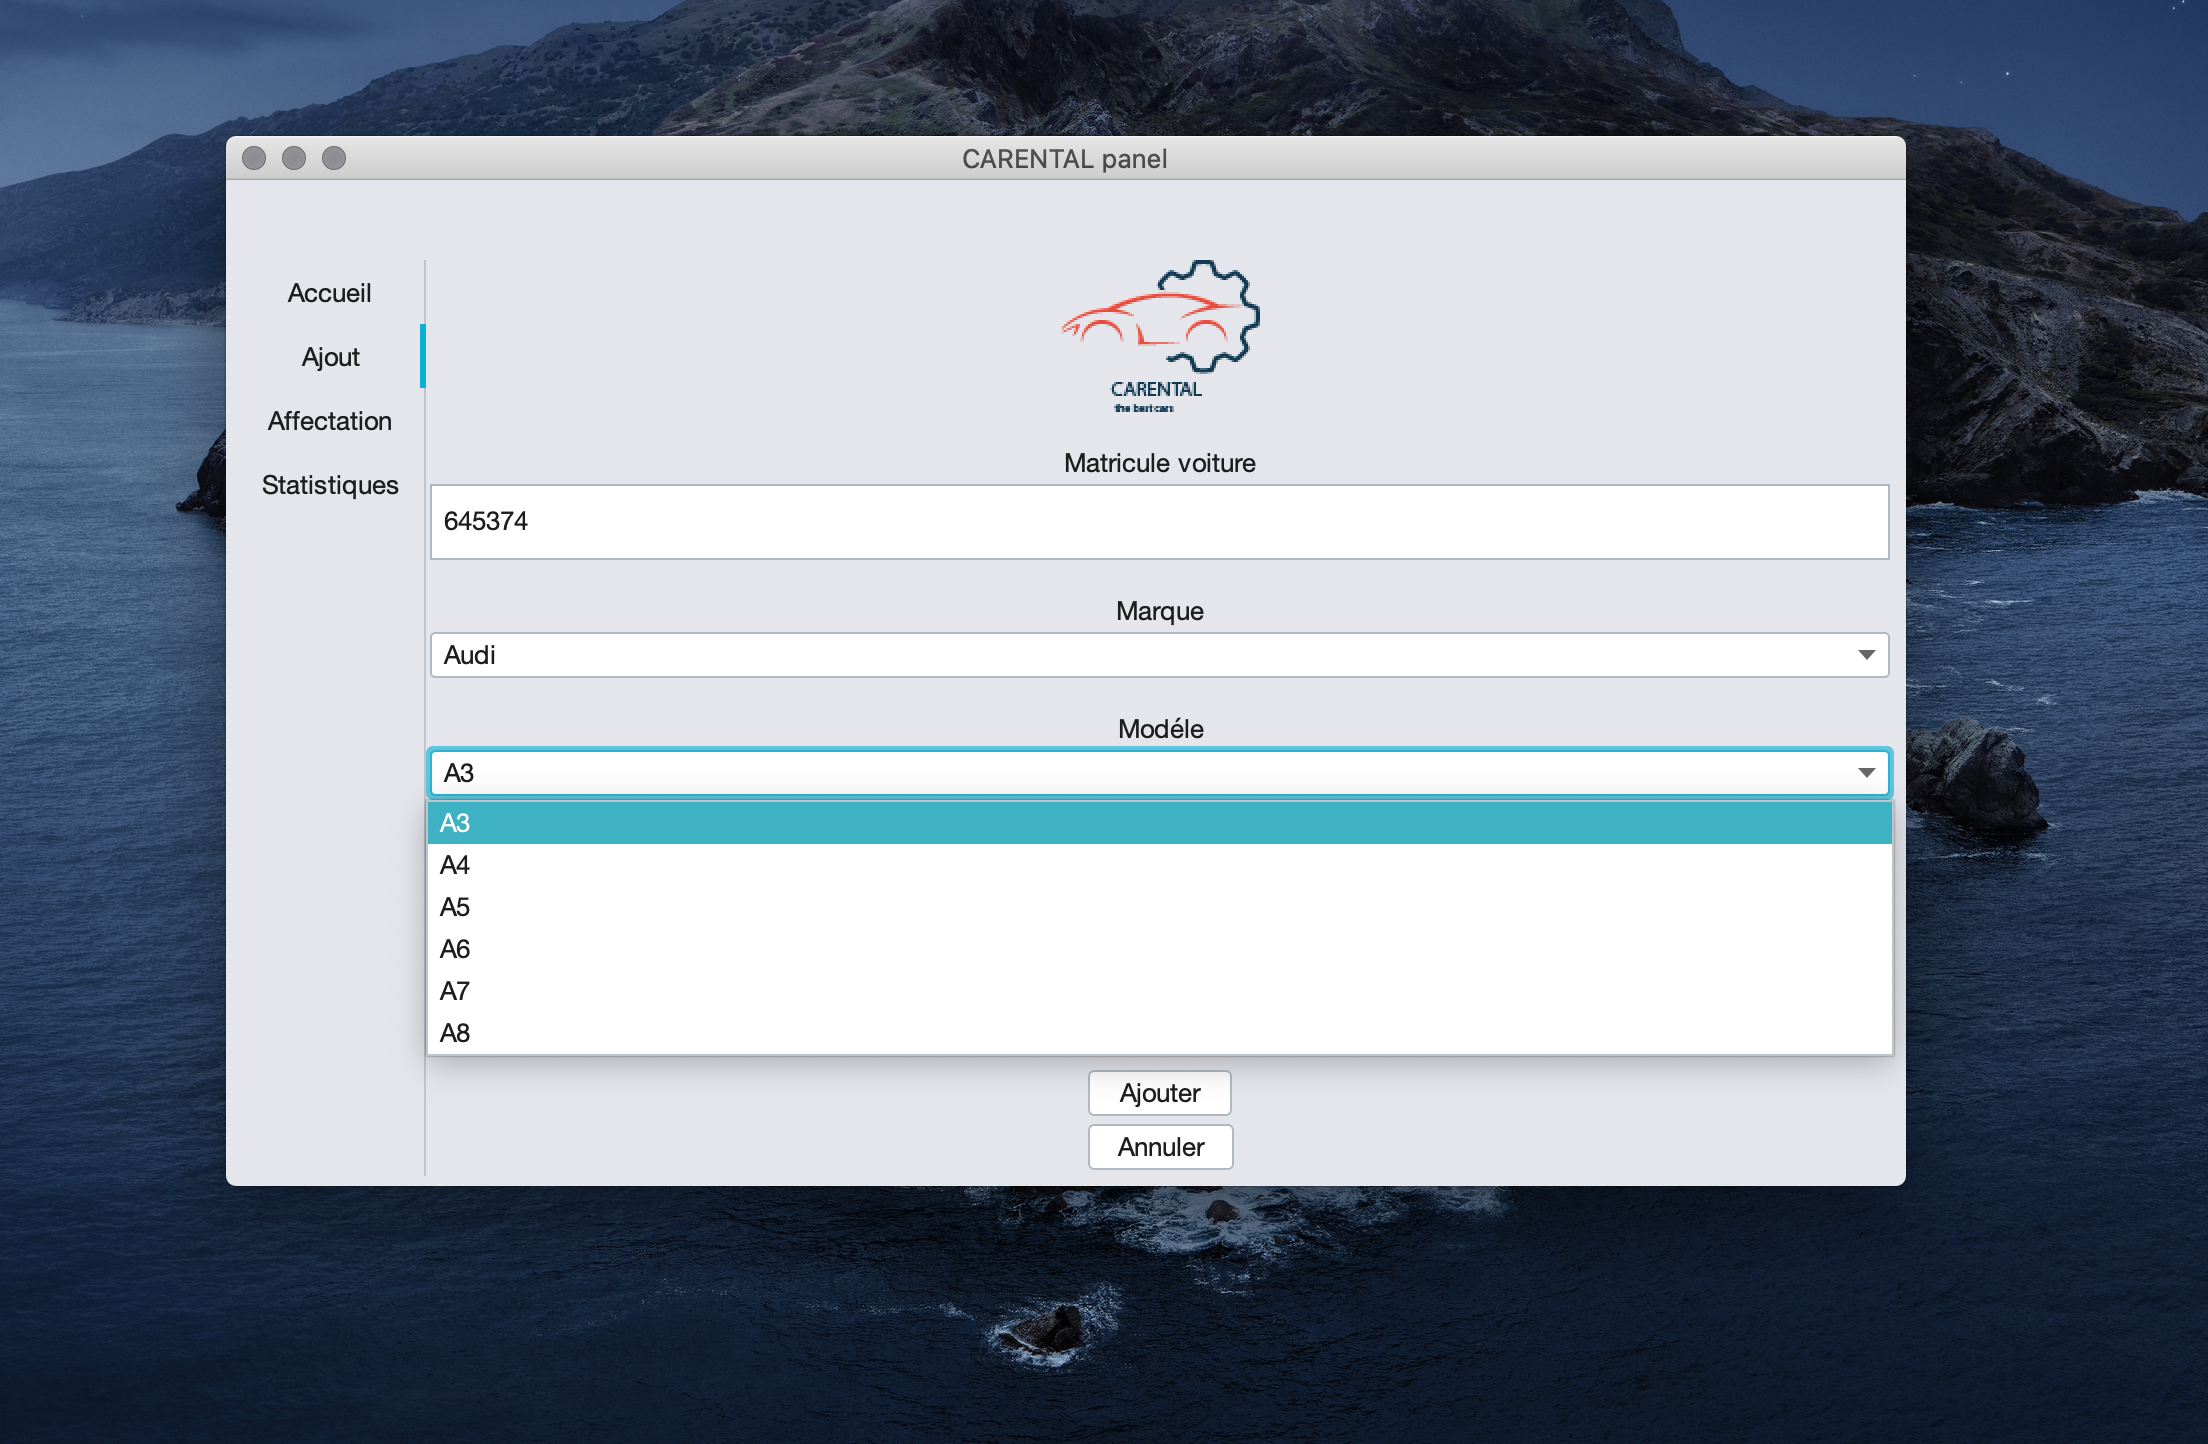 CARENTAL panel
Accueil
Ajout
Affectation
Statistiques
CARENTAL
the best cars
Matricule voiture
645374
Marque
Audi
Modéle
A3
A3
A4
A5
A6
A7
A8
Ajouter
Annuler